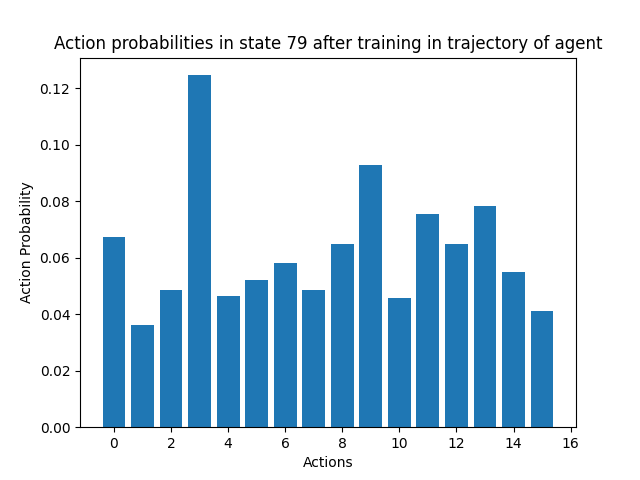 Action probabilities in state 79 after training in trajectory of agent
0.12
0.10
0.08
0.06
0.04
0.02
0.00
Action Probability
0 2 4 6 8 10 12 14 16
Actions